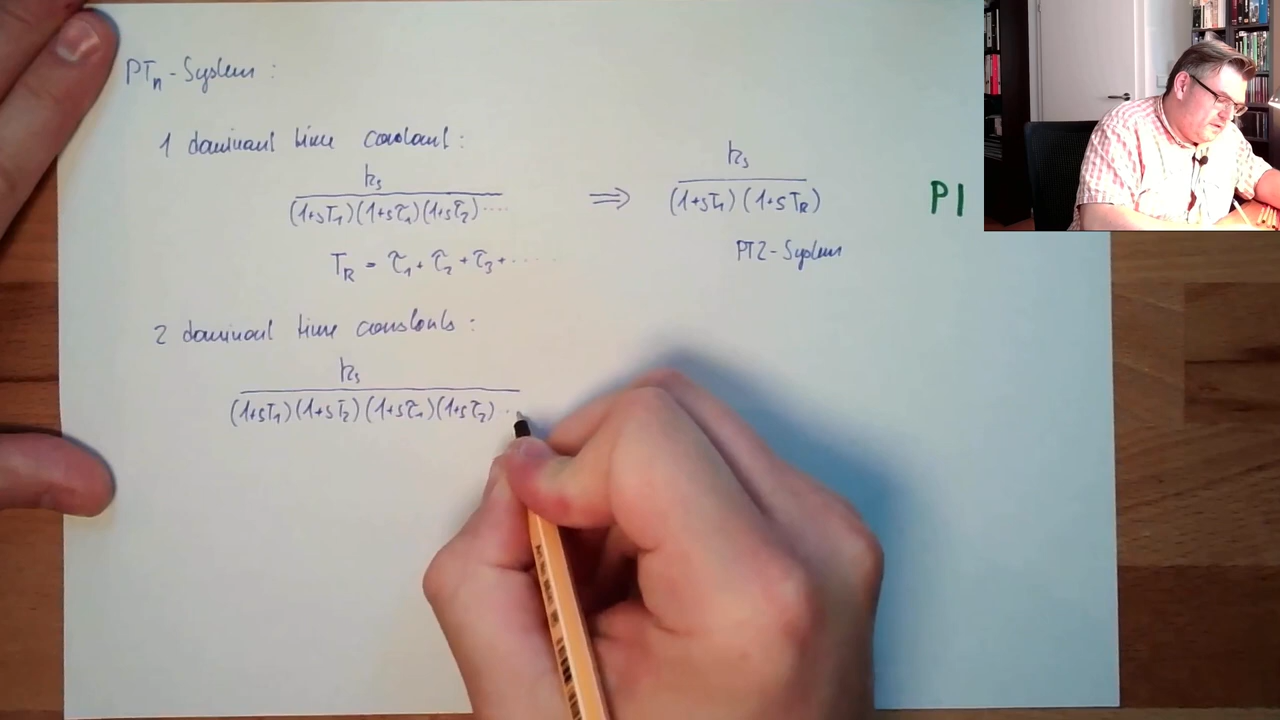 PTn-System :
1 dominant time constant :
ks
(1+sT1)(1+sτ1)(1+sτ2).... ⇒ ks / (1+sT1)(1+sTR) PI
TR = τ1 + τ2 + τ3 + .....
PT2-System
2 dominant time constants :
ks
(1+sT1)(1+sT2)(1+sτ1)(1+sτ2) ..